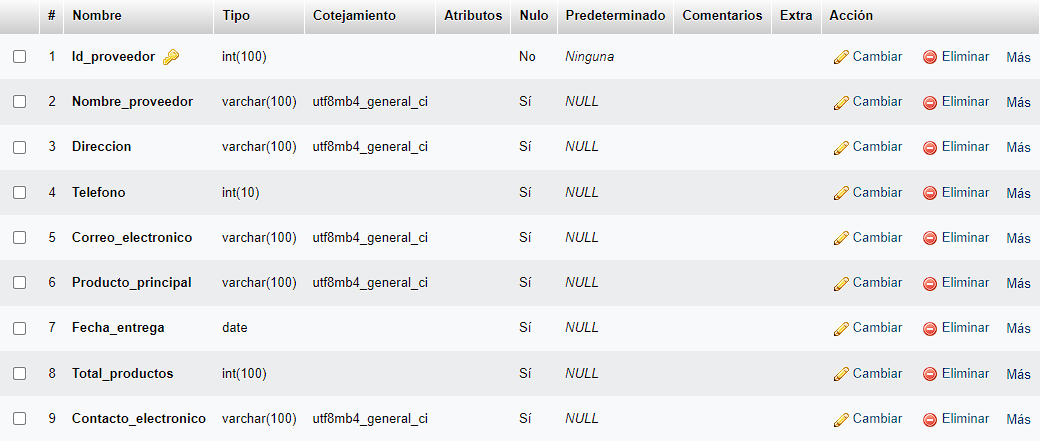 # Nombre Tipo Cotejamiento Atributos Nulo Predeterminado Comentarios Extra Acción
1 Id_proveedor int(100) No Ninguna Cambiar Eliminar Más
2 Nombre_proveedor varchar(100) utf8mb4_general_ci Sí NULL Cambiar Eliminar Más
3 Direccion varchar(100) utf8mb4_general_ci Sí NULL Cambiar Eliminar Más
4 Telefono int(10) Sí NULL Cambiar Eliminar Más
5 Correo_electronico varchar(100) utf8mb4_general_ci Sí NULL Cambiar Eliminar Más
6 Producto_principal varchar(100) utf8mb4_general_ci Sí NULL Cambiar Eliminar Más
7 Fecha_entrega date Sí NULL Cambiar Eliminar Más
8 Total_productos int(100) Sí NULL Cambiar Eliminar Más
9 Contacto_electronico varchar(100) utf8mb4_general_ci Sí NULL Cambiar Eliminar Más